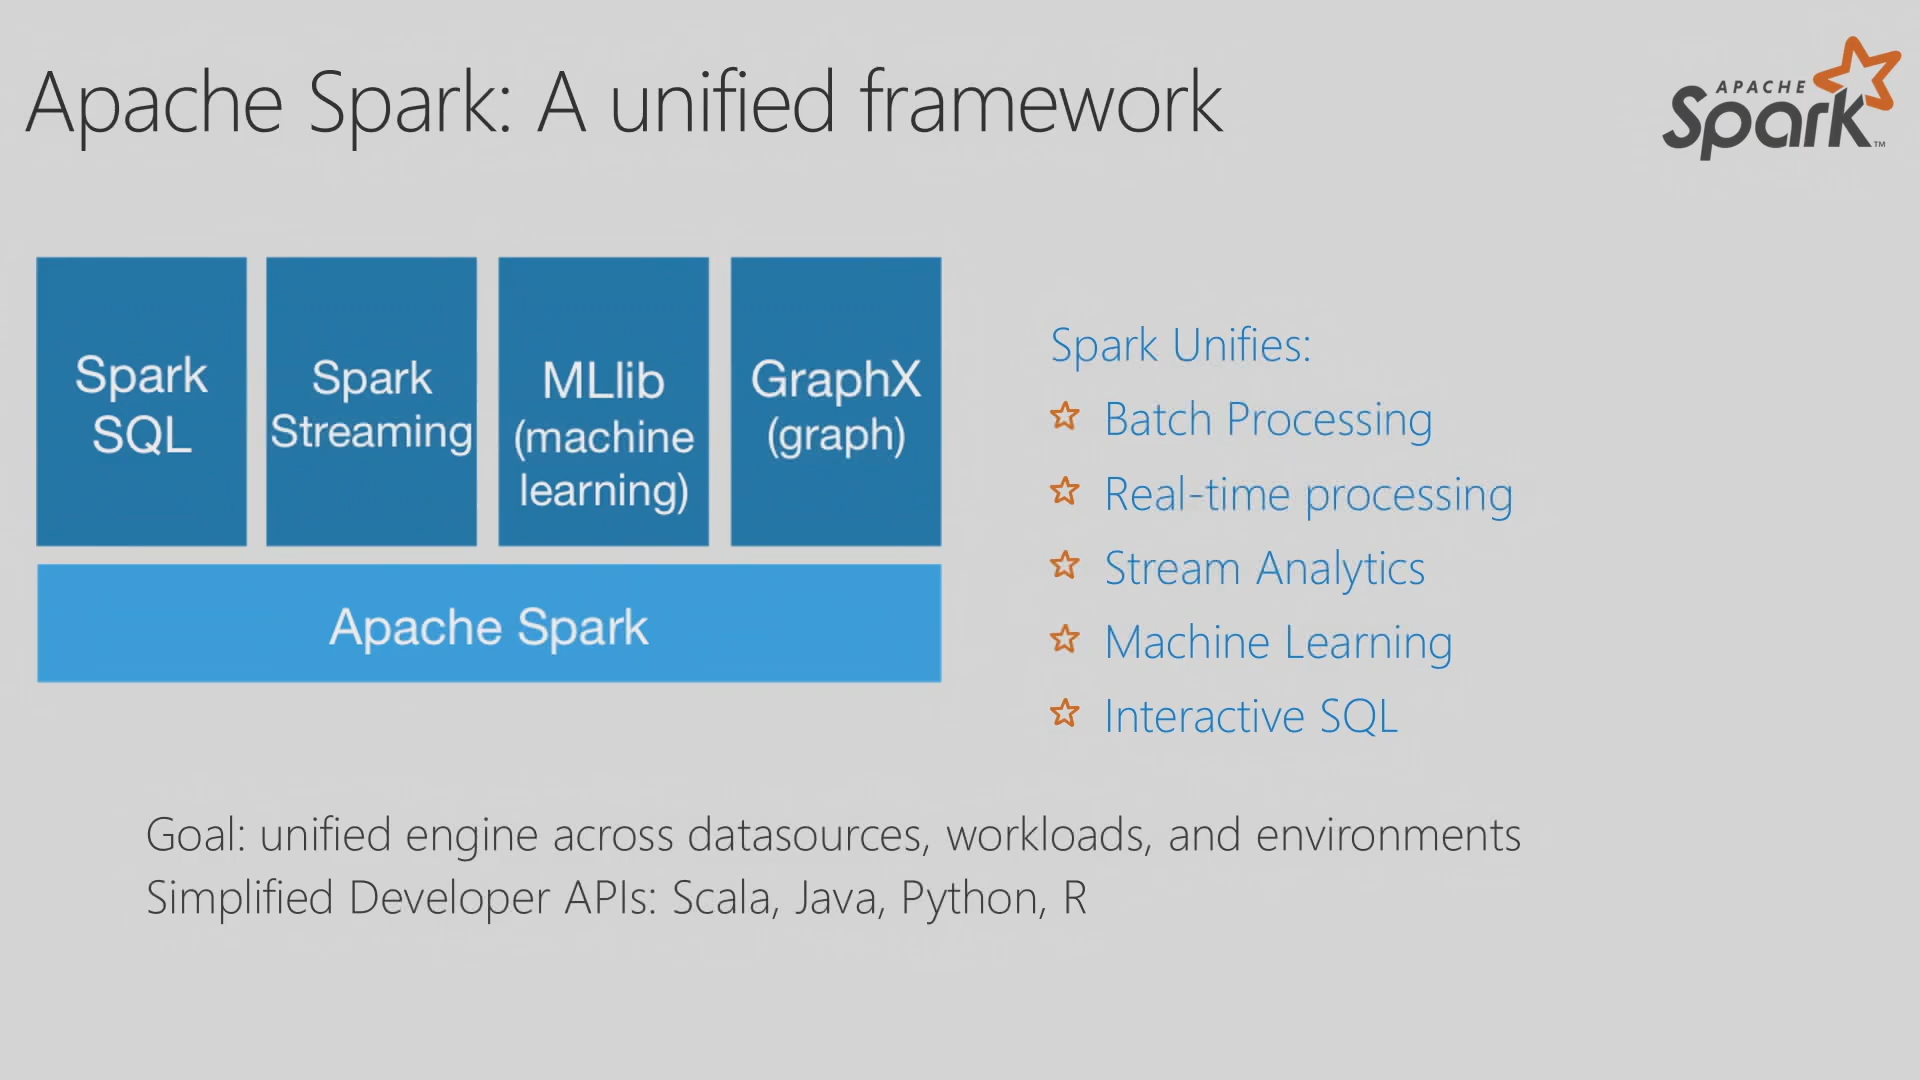 Apache Spark: A unified framework
APACHE
Spark™
Spark
SQL
Spark
Streaming
MLlib
(machine
learning)
GraphX
(graph)
Apache Spark
Spark Unifies:
Batch Processing
Real-time processing
Stream Analytics
Machine Learning
Interactive SQL
Goal: unified engine across datasources, workloads, and environments
Simplified Developer APIs: Scala, Java, Python, R